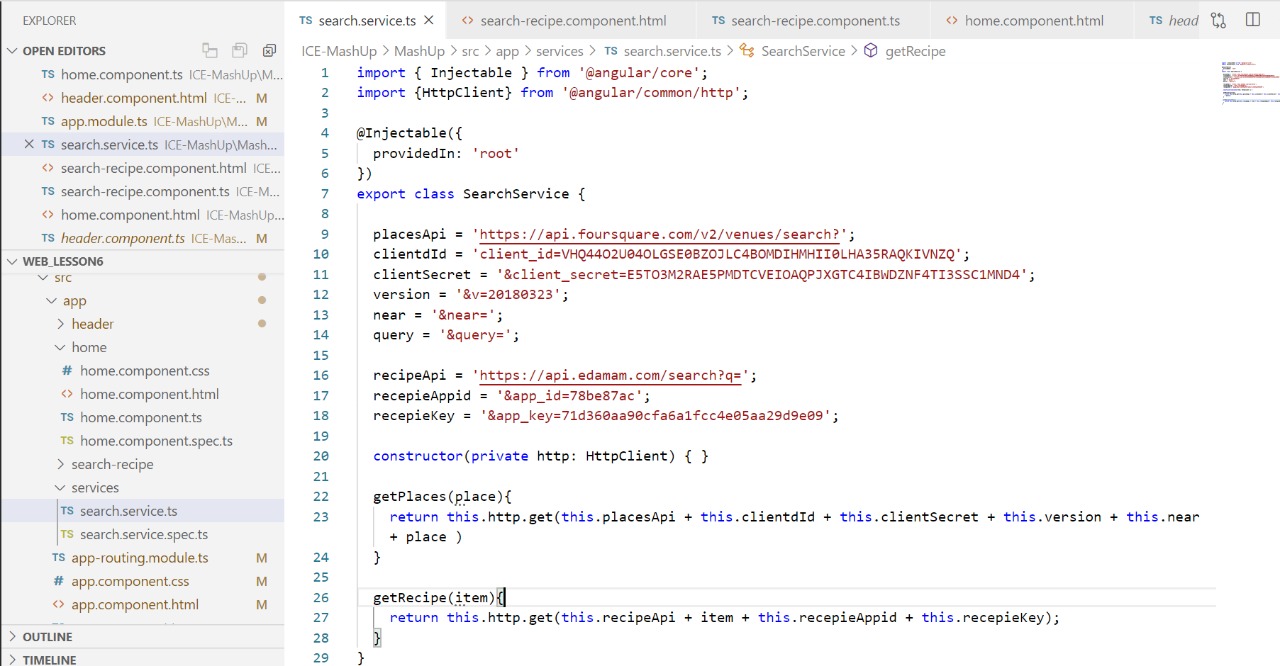 EXPLORER
OPEN EDITORS
TS home.component.ts ICE-MashUp\M...
<> header.component.html ICE-... M
TS app.module.ts ICE-MashUp\M... M
TS search.service.ts ICE-MashUp\Mash...
<> search-recipe.component.html ICE...
TS search-recipe.component.ts ICE-M...
<> home.component.html ICE-MashUp...
TS header.component.ts ICE-Mas... M
WEB_LESSON6
src
app
header
home
# home.component.css
<> home.component.html
TS home.component.ts
TS home.component.spec.ts
search-recipe
services
TS search.service.ts
TS search.service.spec.ts
TS app-routing.module.ts M
# app.component.css M
<> app.component.html M
OUTLINE
TIMELINE
TS search.service.ts <> search-recipe.component.html TS search-recipe.component.ts <> home.component.html TS head
ICE-MashUp > MashUp > src > app > services > TS search.service.ts > SearchService > getRecipe
1 import { Injectable } from '@angular/core';
2 import {HttpClient} from '@angular/common/http';
3
4 @Injectable({
5 providedIn: 'root'
6 })
7 export class SearchService {
8
9 placesApi = 'https://api.foursquare.com/v2/venues/search?';
10 clientdId = 'client_id=VHQ44O2U04OLGSE0BZOJLC4BOMDIHMHII0LHA35RAQKIVNZQ';
11 clientSecret = '&client_secret=E5TO3M2RAE5PMDTCVEIOAQPJXGTC4IBWDZNF4TI3SSC1MND4';
12 version = '&v=20180323';
13 near = '&near=';
14 query = '&query=';
15
16 recipeApi = 'https://api.edamam.com/search?q=';
17 recepieAppid = '&app_id=78be87ac';
18 recepieKey = '&app_key=71d360aa90cfa6a1fcc4e05aa29d9e09';
19
20 constructor(private http: HttpClient) { }
21
22 getPlaces(place){
23 return this.http.get(this.placesApi + this.clientdId + this.clientSecret + this.version + this.near
+ place )
24 }
25
26 getRecipe(item){
27 return this.http.get(this.recipeApi + item + this.recepieAppid + this.recepieKey);
28 }
29 }